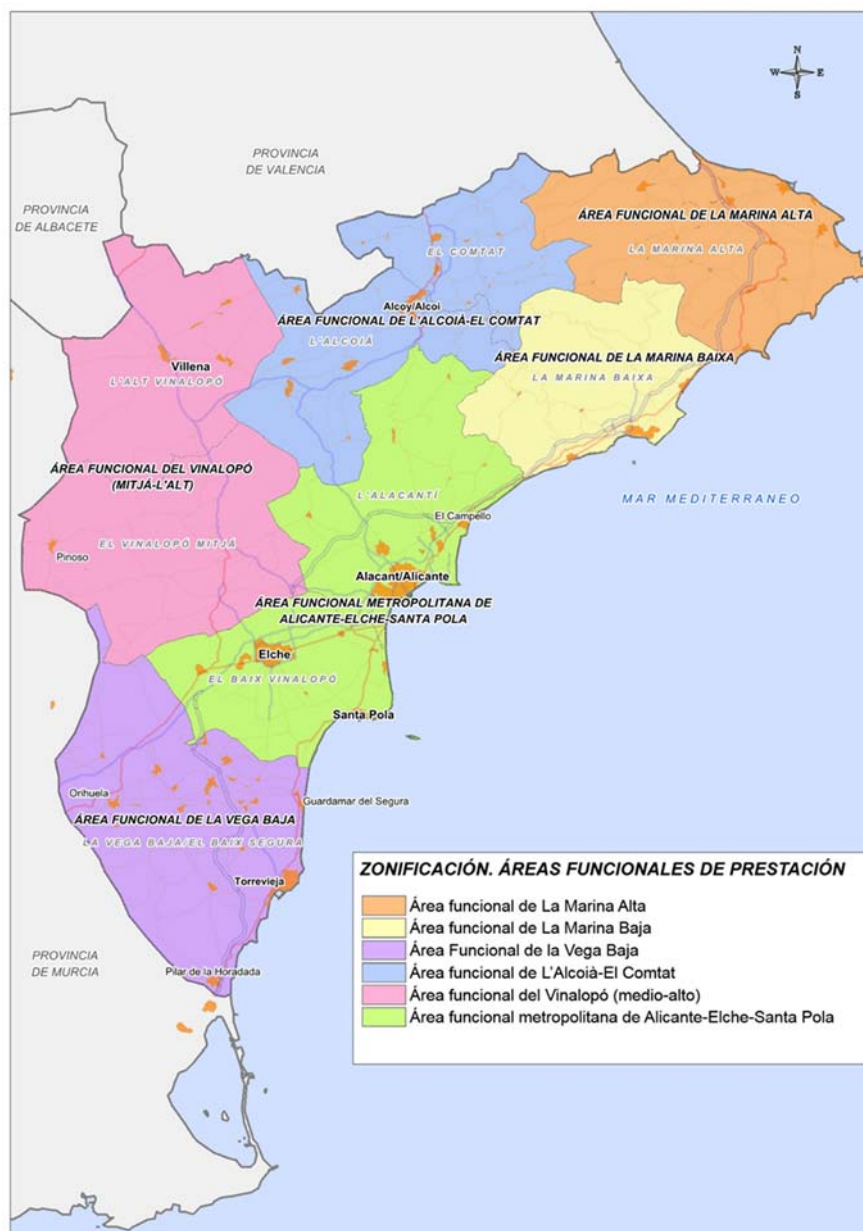 N
W E
S
PROVINCIA
DE VALENCIA
PROVINCIA
DE ALBACETE
ÁREA FUNCIONAL DE LA MARINA ALTA
LA MARINA ALTA
EL COMTAT
Alcoy/Alcoi
ÁREA FUNCIONAL DE L'ALCOIÀ-EL COMTAT
L'ALCOIÀ
ÁREA FUNCIONAL DE LA MARINA BAIXA
LA MARINA BAIXA
Villena
L'ALT VINALOPÓ
ÁREA FUNCIONAL DEL VINALOPÓ
(MITJÁ-L'ALT)
EL VINALOPÓ MITJÁ
Pinoso
L'ALACANTÍ
El Campello
MAR MEDITERRANEO
Alacant/Alicante
ÁREA FUNCIONAL METROPOLITANA DE
ALICANTE-ELCHE-SANTA POLA
Elche
EL BAIX VINALOPÓ
Santa Pola
Orihuela
Guardamar del Segura
ÁREA FUNCIONAL DE LA VEGA BAJA
LA VEGA BAJA/EL BAIX SEGURA
Torrevieja
PROVINCIA
DE MURCIA
Pilar de la Horadada
ZONIFICACIÓN. ÁREAS FUNCIONALES DE PRESTACIÓN
Área funcional de La Marina Alta
Área funcional de La Marina Baja
Área Funcional de la Vega Baja
Área funcional de L'Alcoià-El Comtat
Área funcional del Vinalopó (medio-alto)
Área funcional metropolitana de Alicante-Elche-Santa Pola